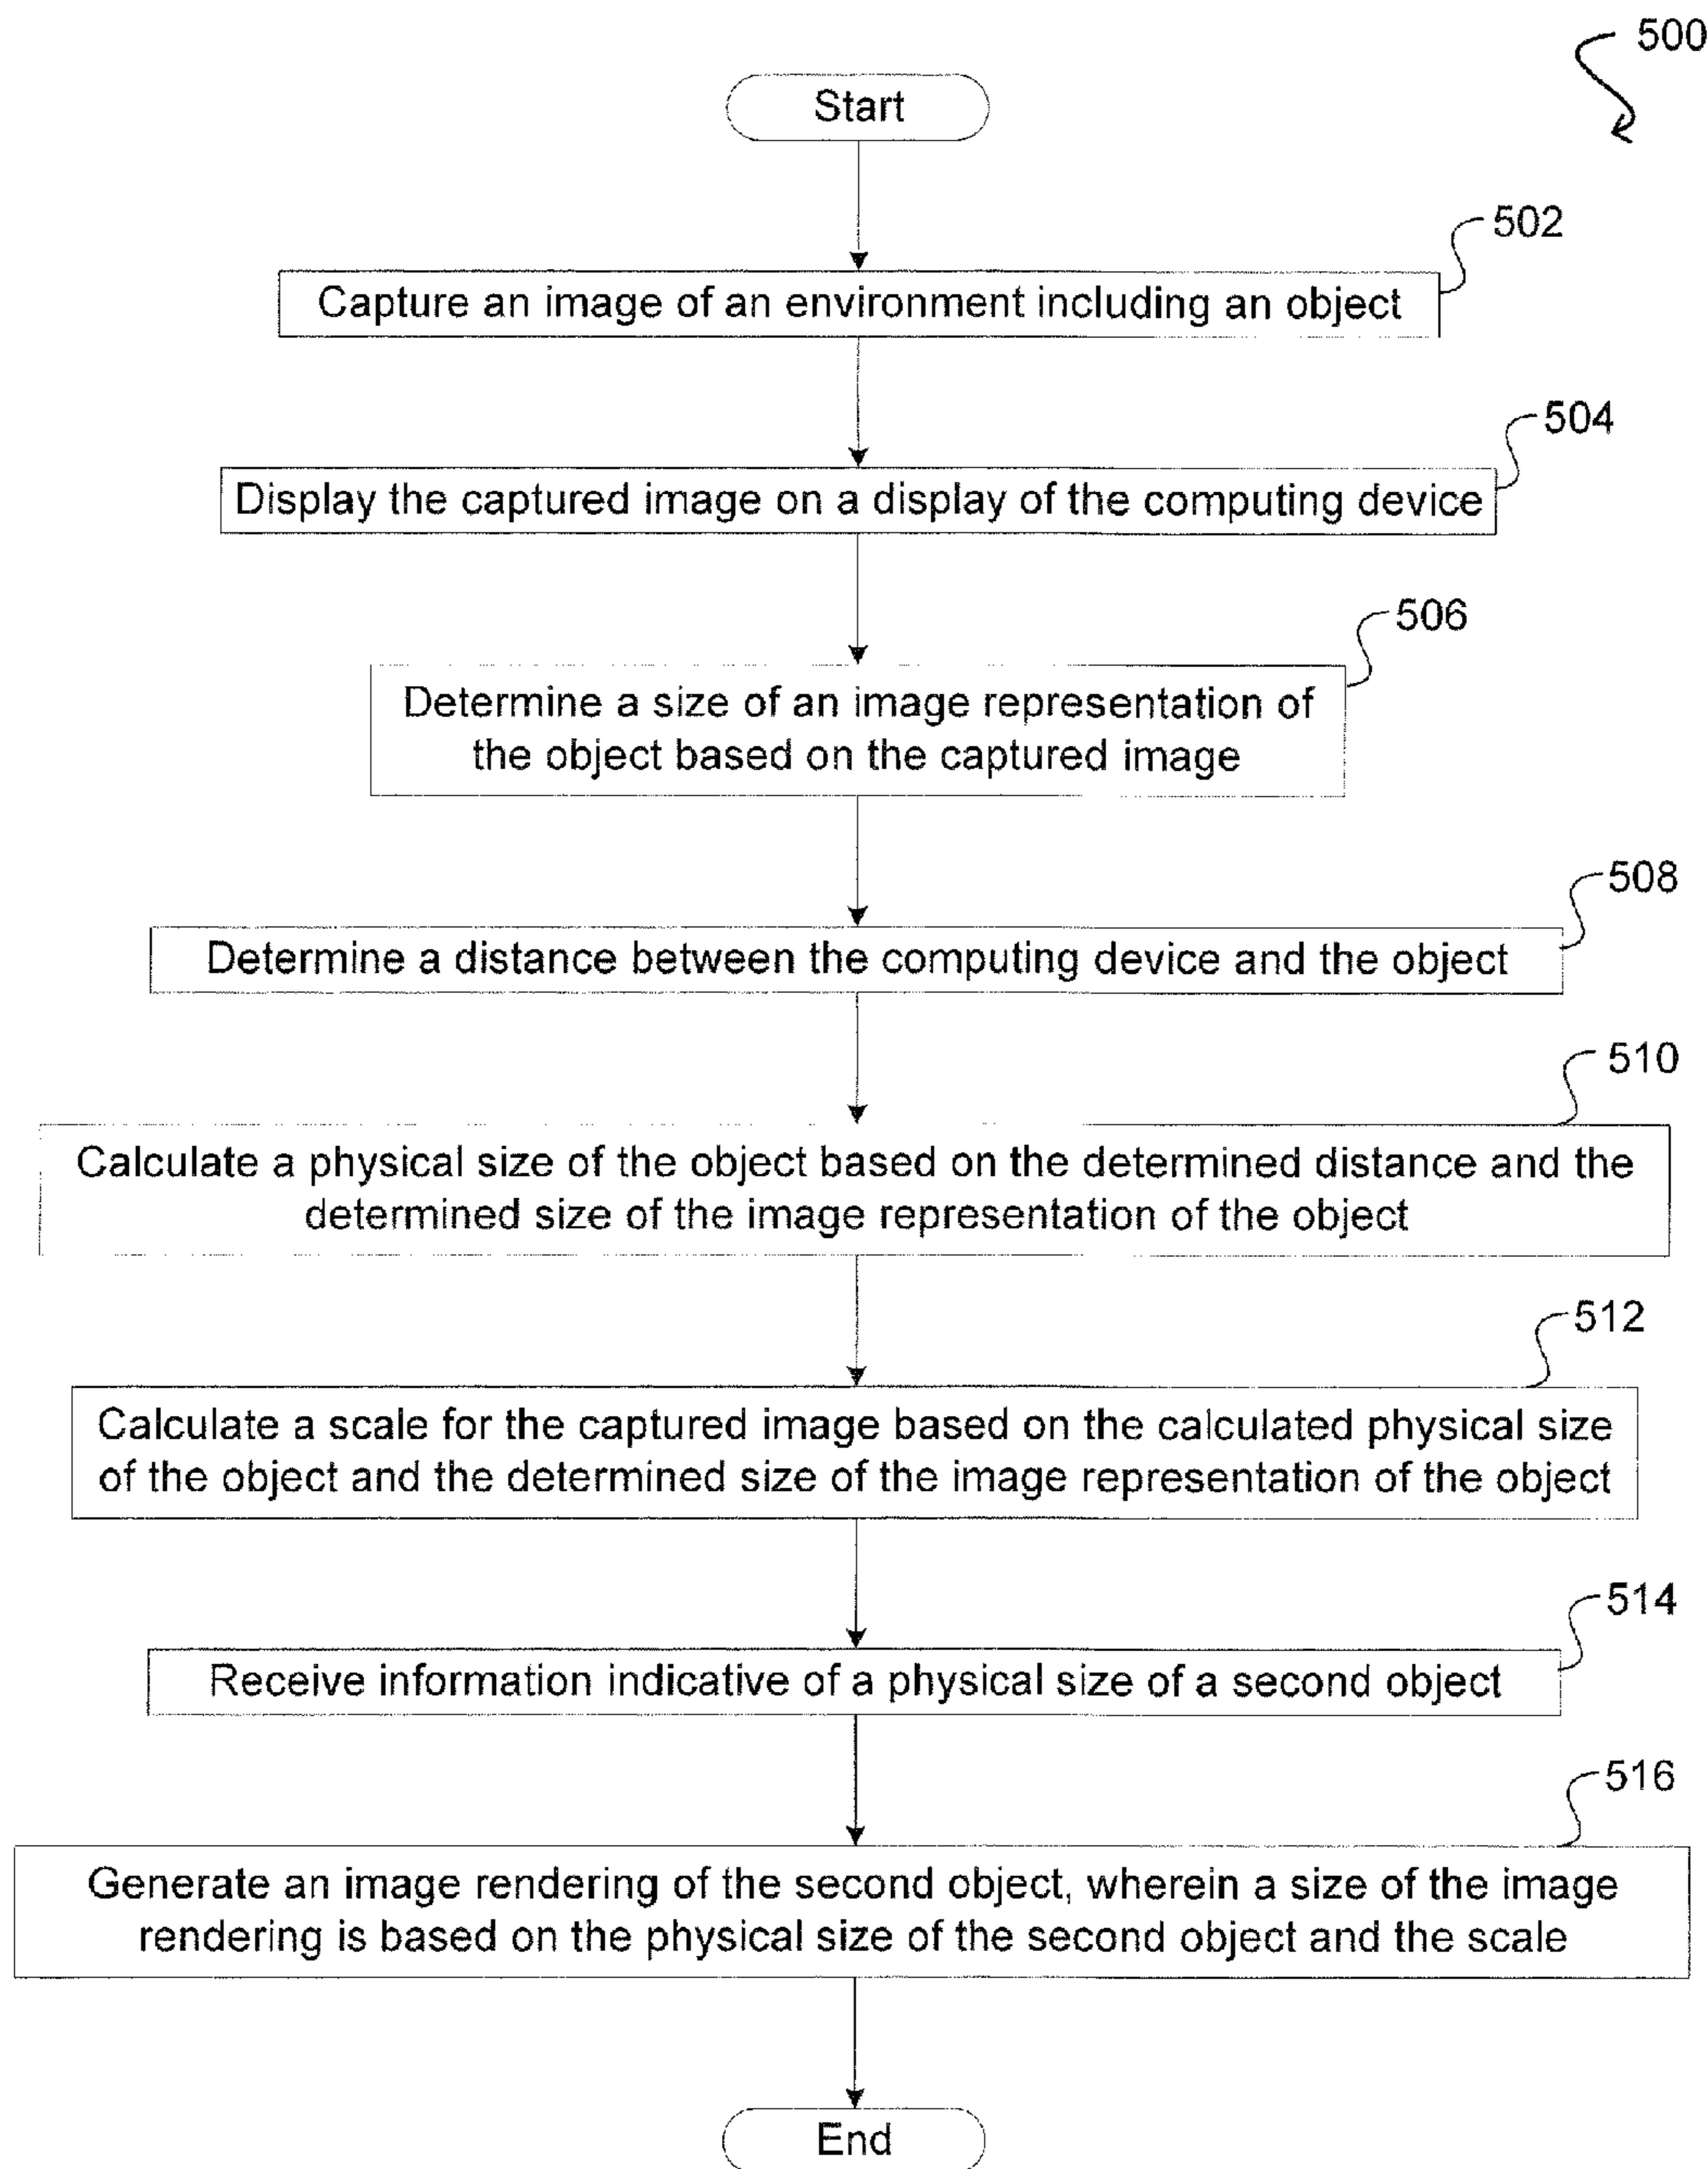 500
Start
502
Capture an image of an environment including an object
504
Display the captured image on a display of the computing device
506
Determine a size of an image representation of
the object based on the captured image
508
Determine a distance between the computing device and the object
510
Calculate a physical size of the object based on the determined distance and the
determined size of the image representation of the object
512
Calculate a scale for the captured image based on the calculated physical size
of the object and the determined size of the image representation of the object
514
Receive information indicative of a physical size of a second object
516
Generate an image rendering of the second object, wherein a size of the image
rendering is based on the physical size of the second object and the scale
End